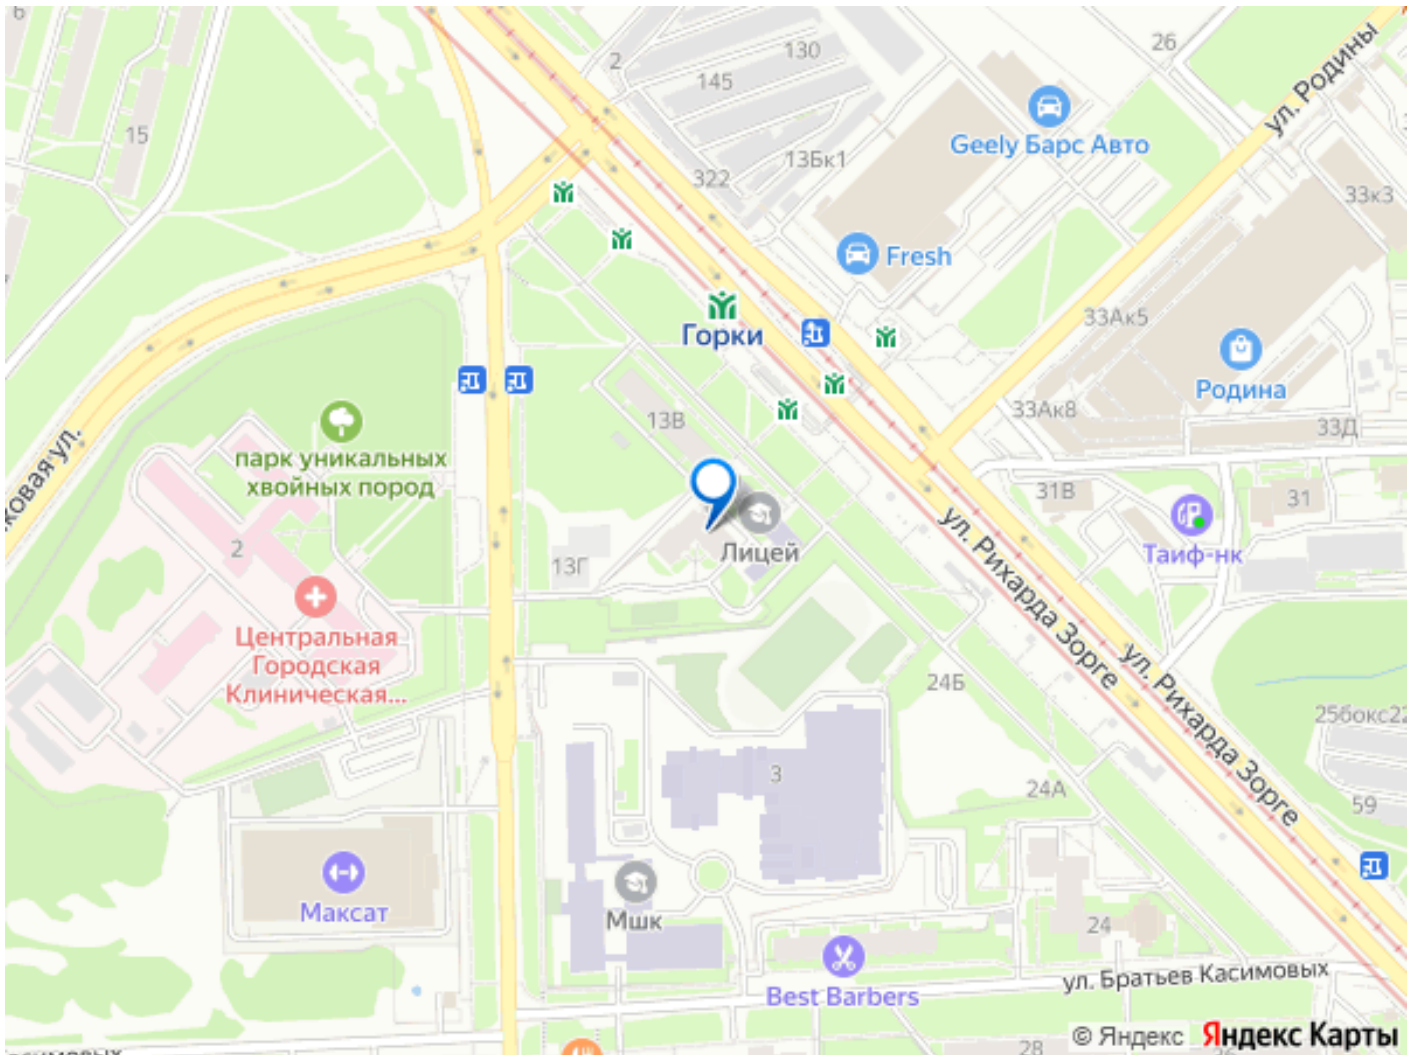 6
2
130
26
145
ул. Родины
15
Geely Барс Авто
13Бк1
322
33к3
Fresh
33Ак5
Горки
Родина
13В
33Ак8
33Д
парк уникальных
хвойных пород
31В
31
2
13Г
Лицей
Таиф-нк
ул. Рихарда Зорге
Центральная
Городская
Клиническая...
24Б
ул. Рихарда Зорге
25бокс22
3
24А
59
Максат
Мшк
24
Best Barbers
ул. Братьев Касимовых
© Яндекс
Яндекс Карты
28